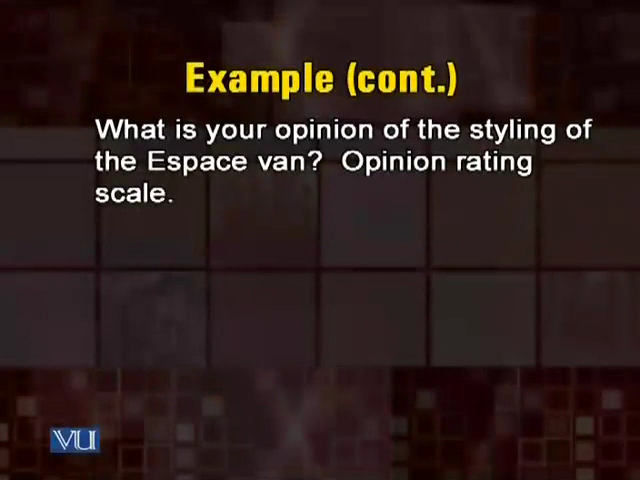 Example (cont.)
What is your opinion of the styling of
the Espace van? Opinion rating
scale.
VU